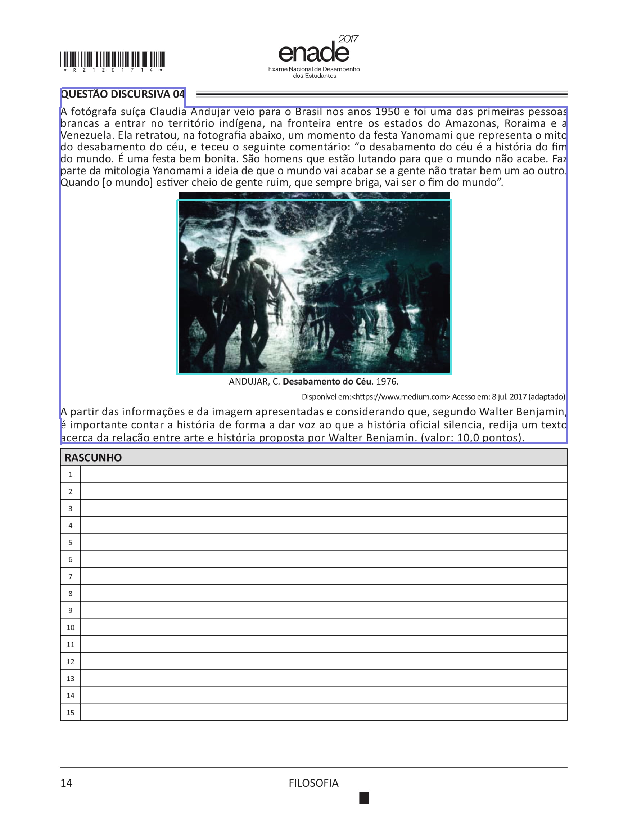 enade 2017
Exame Nacional de Desempenho
dos Estudantes
*R21201714*
QUESTÃO DISCURSIVA 04
A fotógrafa suíça Claudia Andujar veio para o Brasil nos anos 1950 e foi uma das primeiras pessoas
brancas a entrar no território indígena, na fronteira entre os estados do Amazonas, Roraima e a
Venezuela. Ela retratou, na fotografia abaixo, um momento da festa Yanomami que representa o mito
do desabamento do céu, e teceu o seguinte comentário: “o desabamento do céu é a história do fim
do mundo. É uma festa bem bonita. São homens que estão lutando para que o mundo não acabe. Faz
parte da mitologia Yanomami a ideia de que o mundo vai acabar se a gente não tratar bem um ao outro.
Quando [o mundo] estiver cheio de gente ruim, que sempre briga, vai ser o fim do mundo”.
ANDUJAR, C. Desabamento do Céu. 1976.
Disponível em:<https://www.medium.com> Acesso em: 8 jul. 2017 (adaptado).
A partir das informações e da imagem apresentadas e considerando que, segundo Walter Benjamin,
é importante contar a história de forma a dar voz ao que a história oficial silencia, redija um texto
acerca da relação entre arte e história proposta por Walter Benjamin. (valor: 10,0 pontos).
RASCUNHO
1
2
3
4
5
6
7
8
9
10
11
12
13
14
15
14
FILOSOFIA